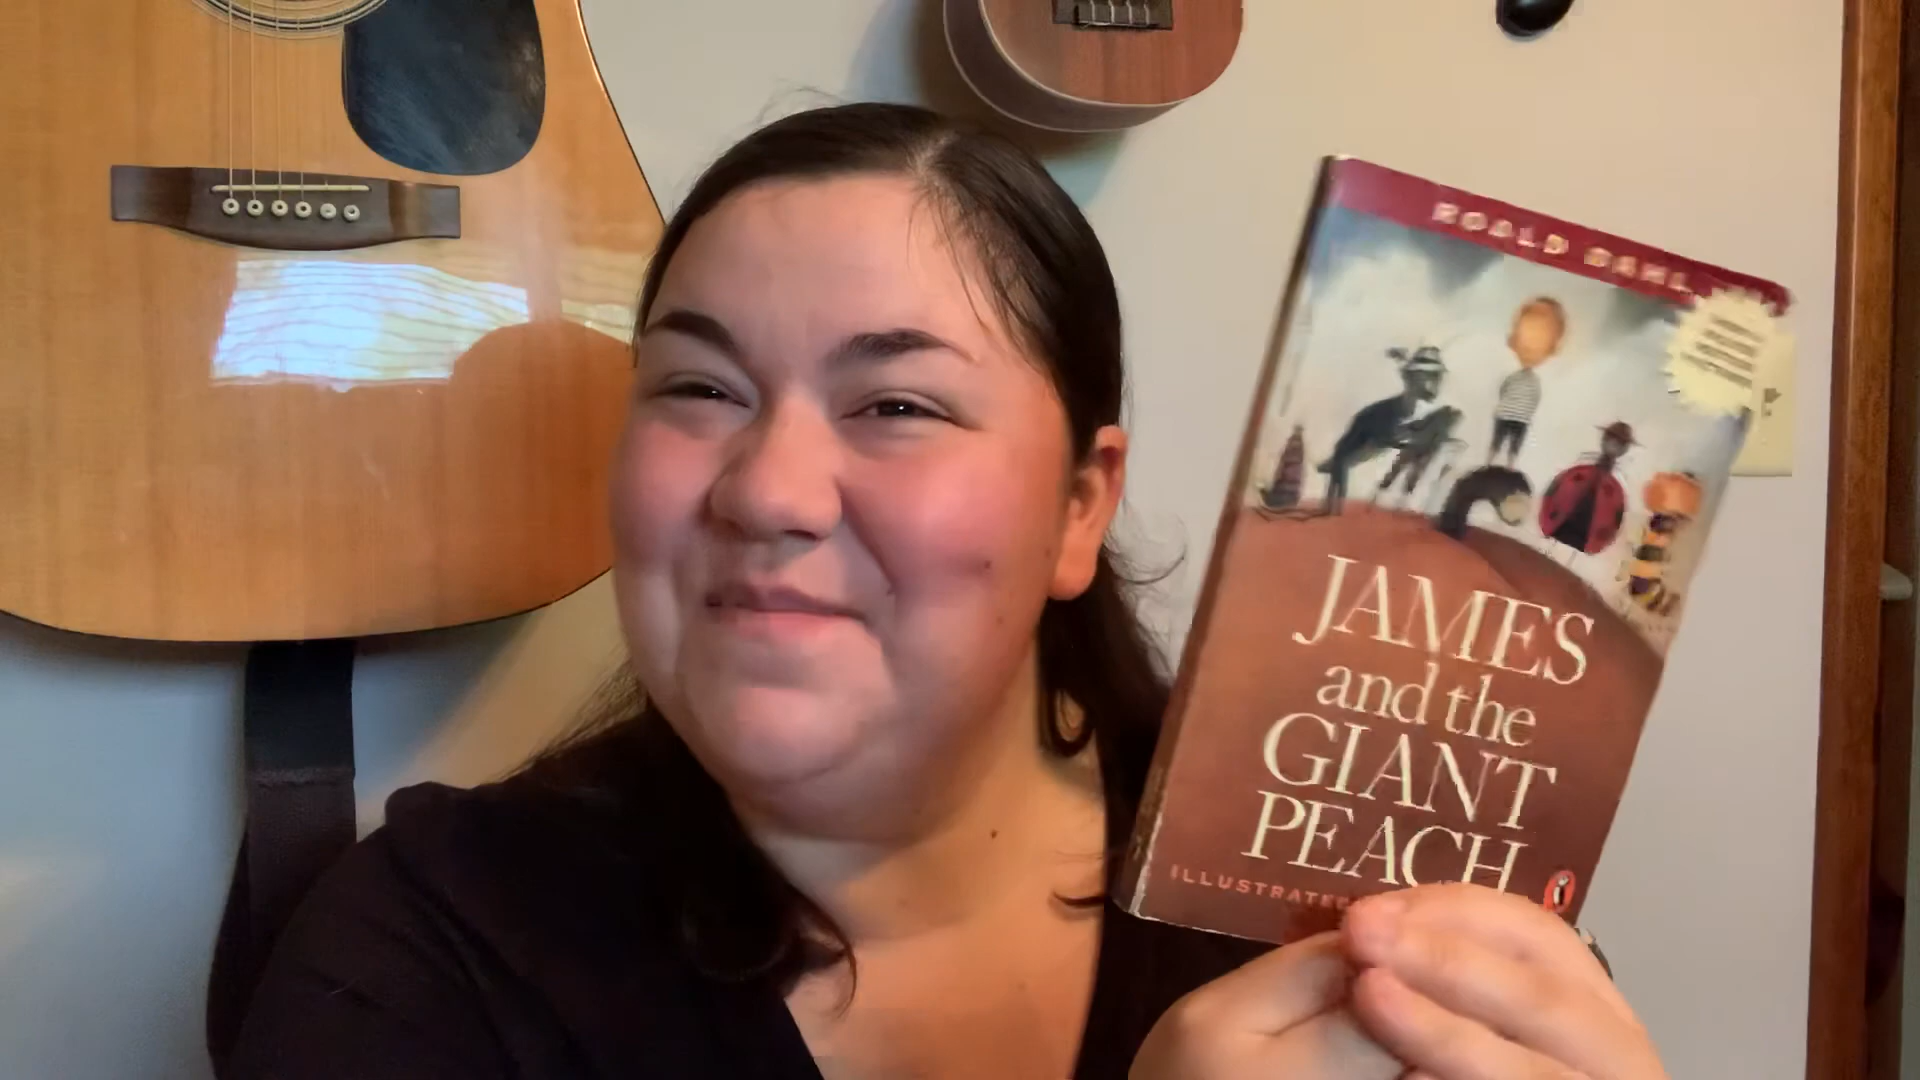 ROALD DAHL
JAMES
and the
GIANT
PEACH
ILLUSTRATED